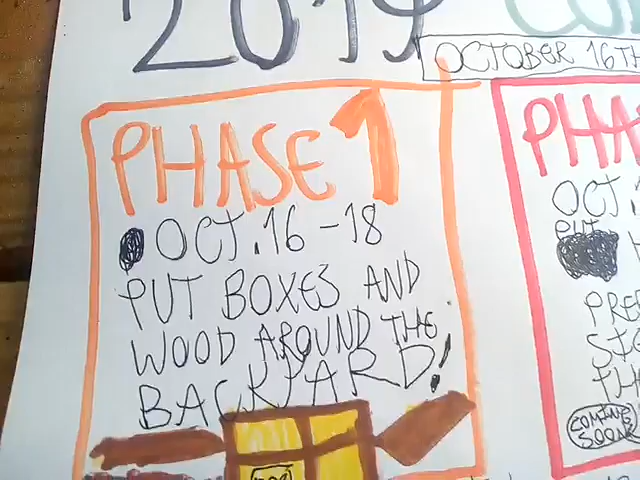 2019
OCTOBER 16TH
PHASE 1
OCT.16-18
PUT BOXES AND
WOOD AROUND THE
BACKYARD!
PHA
OCT.
PUT
PRE
THE
COMING
SOON